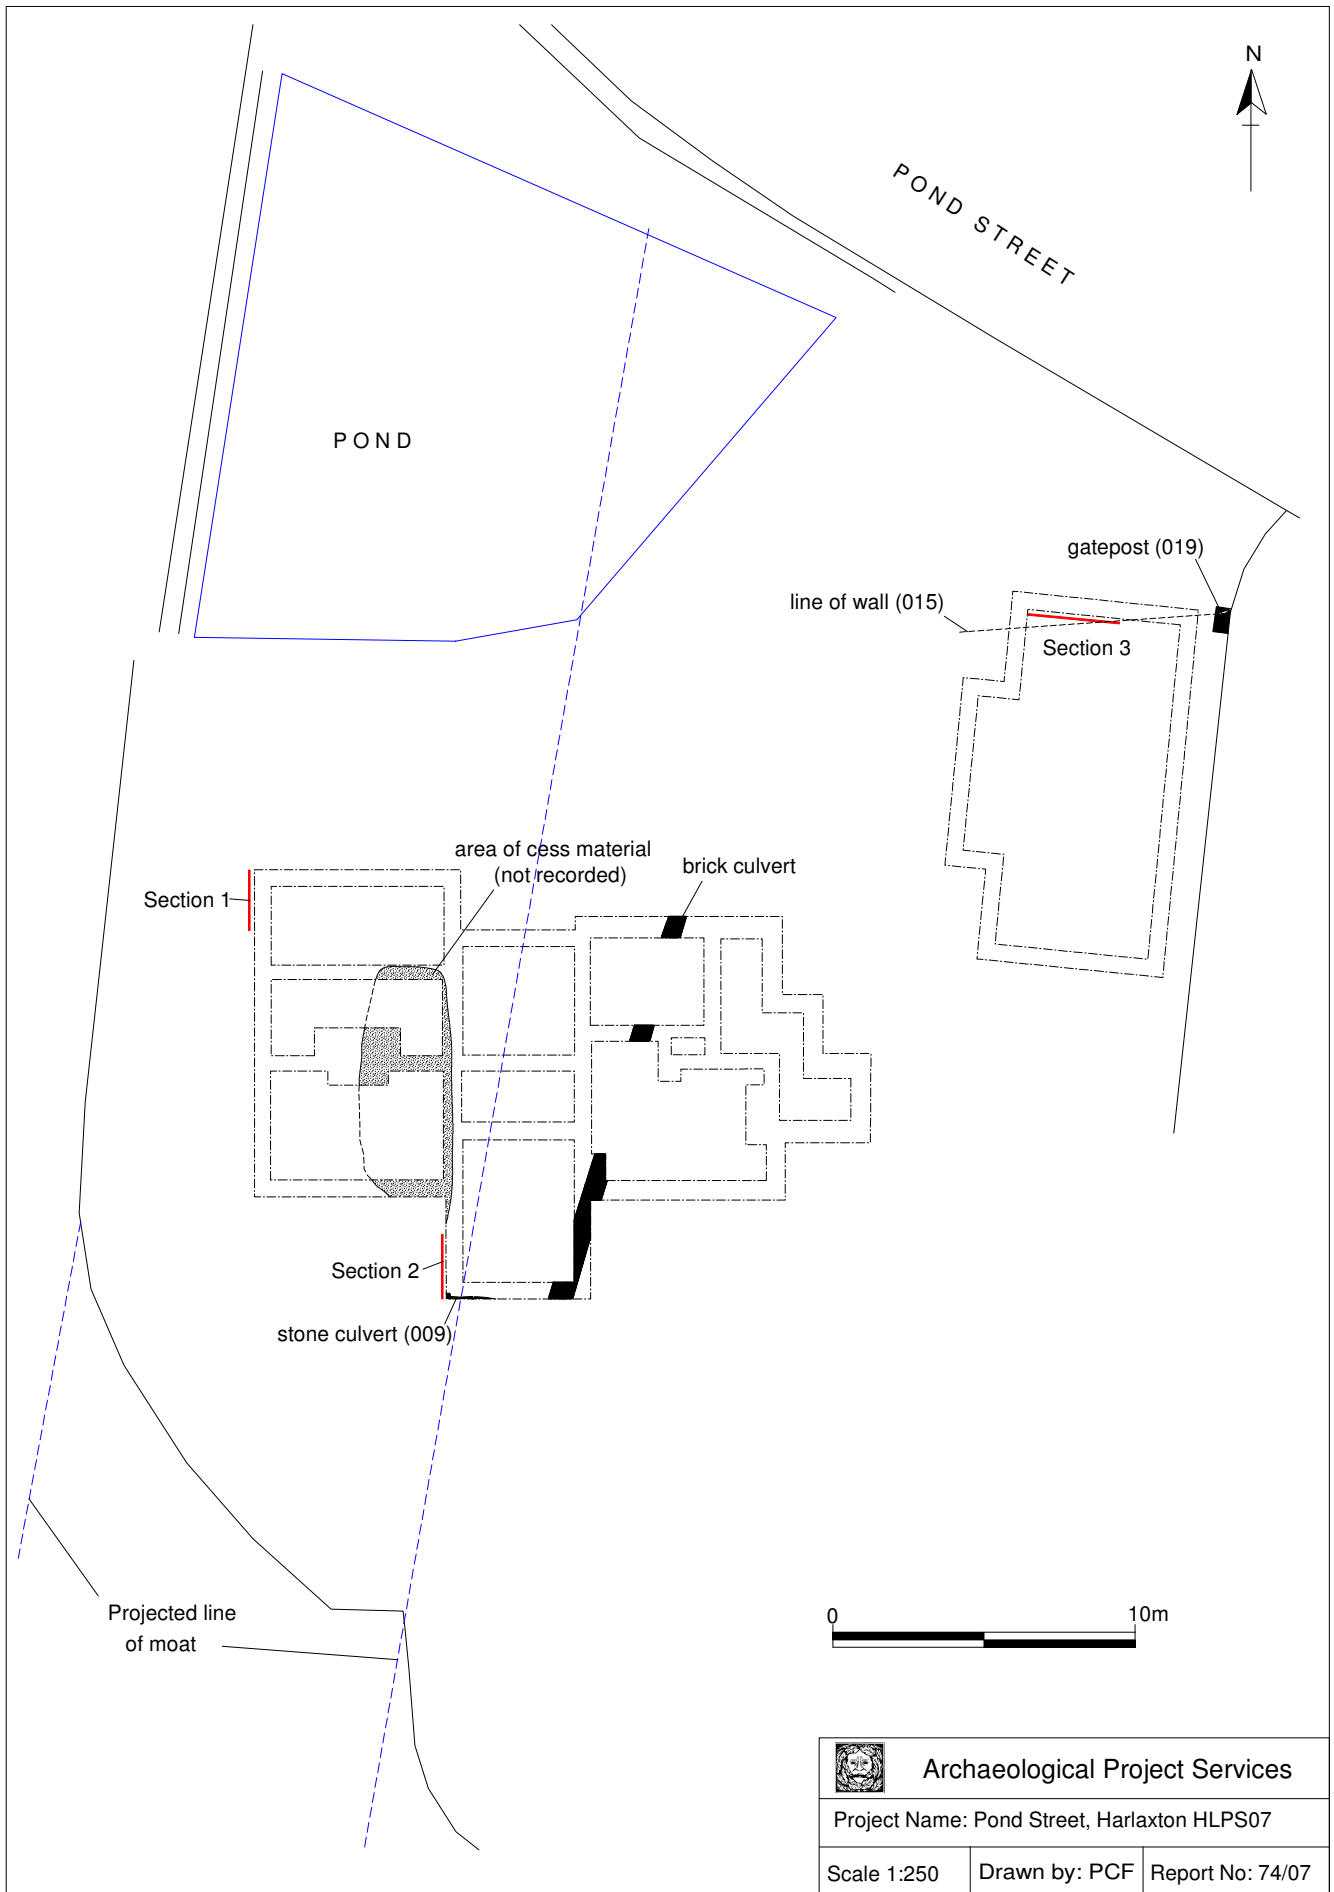 N
POND STREET
POND
gatepost (019)
line of wall (015)
Section 3
area of cess material
(not recorded)
brick culvert
Section 1
Section 2
stone culvert (009)
Projected line
of moat
0
10m
Archaeological Project Services
Project Name: Pond Street, Harlaxton HLPS07
Scale 1:250
Drawn by: PCF
Report No: 74/07